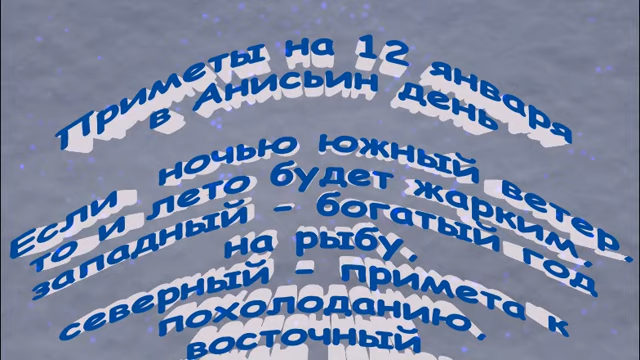 Приметы на 12 января
в Анисьин день
Если ночью южный ветер,
то и лето будет жарким,
западный - богатый год
на рыбу,
северный - примета к
похолоданию,
восточный